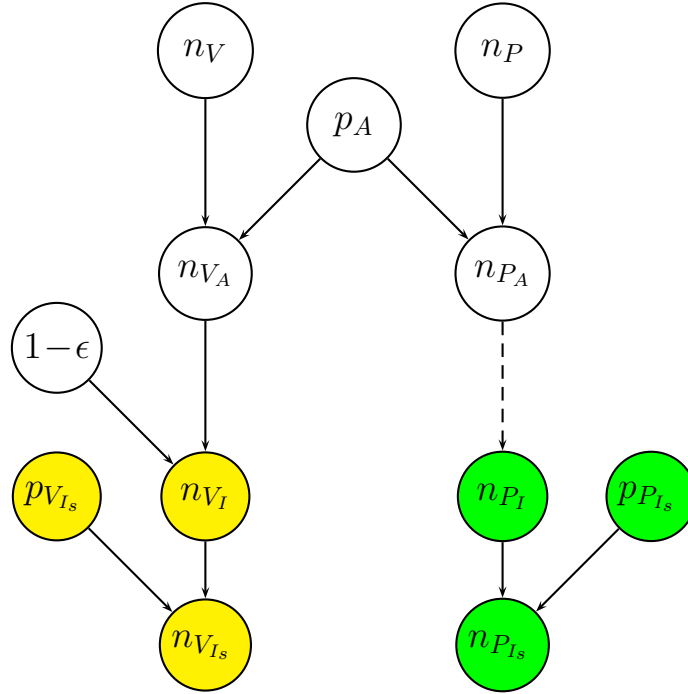 n_V
n_P
p_A
n_{V_A}
n_{P_A}
1−ϵ
p_{V_{I_s}}
n_{V_I}
n_{P_I}
p_{P_{I_s}}
n_{V_{I_s}}
n_{P_{I_s}}